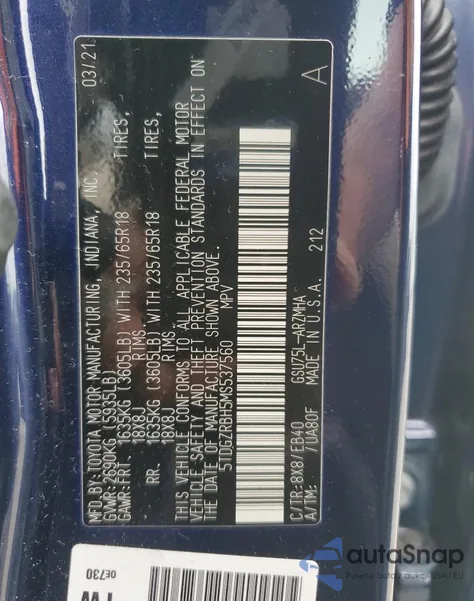 MFD.BY: TOYOTA MOTOR MANUFACTURING, INDIANA, INC. 03/21
GVWR:2690KG (5935LB)
GAWR:FRT. 1635KG (3605LB) WITH 235/65R18 TIRES,
18X8J RIMS.
RR. 1635KG (3605LB) WITH 235/65R18 TIRES,
18X8J RIMS.
THIS VEHICLE CONFORMS TO ALL APPLICABLE FEDERAL MOTOR
VEHICLE SAFETY AND THEFT PREVENTION STANDARDS IN EFFECT ON
THE DATE OF MANUFACTURE SHOWN ABOVE.
5TDGZRBH5MS537560 MPV
C/TR:8X8/EB40 GSU75L-ARZMHA
A/TM: /UA80F MADE IN U.S.A. 212
A
0E730
autoSnap